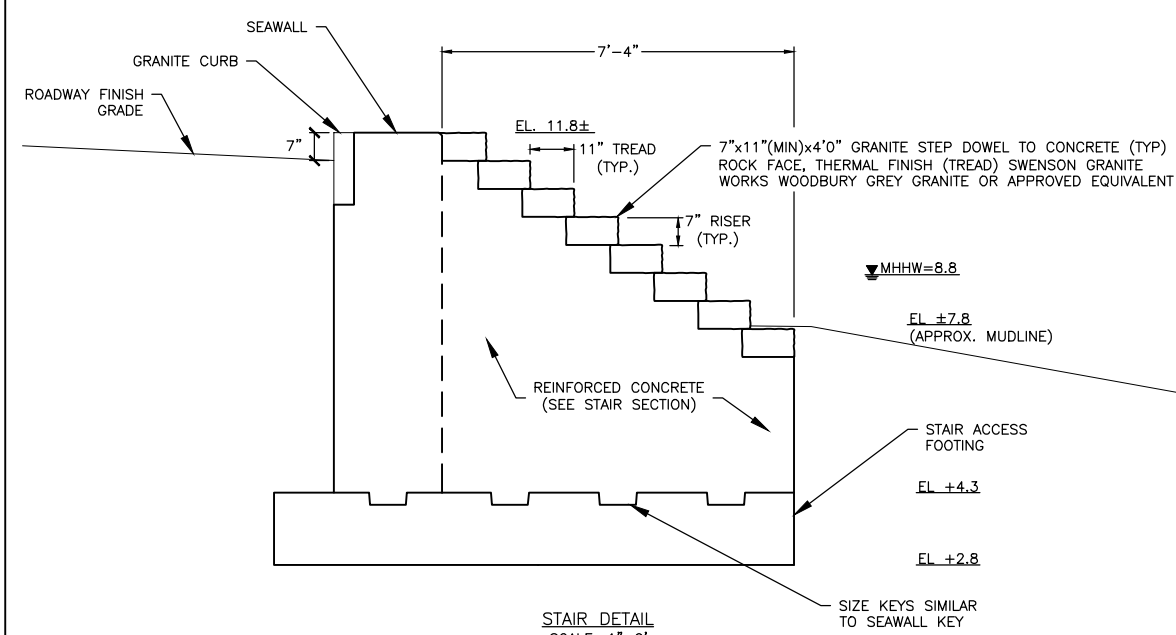 SEAWALL
7'-4"
GRANITE CURB
ROADWAY FINISH
GRADE
7"
EL. 11.8±
11" TREAD
(TYP.)
7"x11"(MIN)x4'0" GRANITE STEP DOWEL TO CONCRETE (TYP)
ROCK FACE, THERMAL FINISH (TREAD) SWENSON GRANITE
WORKS WOODBURY GREY GRANITE OR APPROVED EQUIVALENT
7" RISER
(TYP.)
MHHW=8.8
EL ±7.8
(APPROX. MUDLINE)
REINFORCED CONCRETE
(SEE STAIR SECTION)
STAIR ACCESS
FOOTING
EL +4.3
EL +2.8
SIZE KEYS SIMILAR
TO SEAWALL KEY
STAIR DETAIL